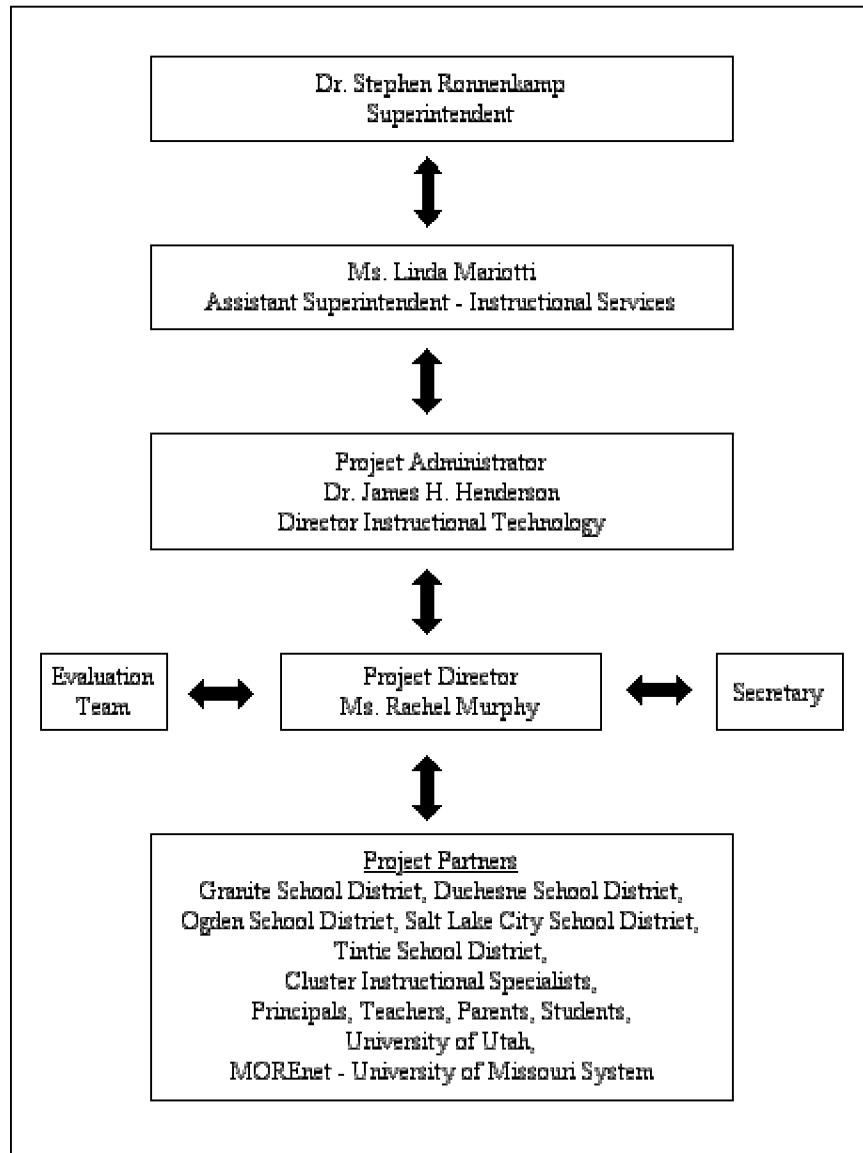 Dr. Stephen Ronnenkamp
Superintendent
Ms. Linda Mariotti
Assistant Superintendent - Instructional Services
Project Administrator
Dr. James H. Henderson
Director Instructional Technology
Evaluation
Team
Project Director
Ms. Rachel Murphy
Secretary
Project Partners
Granite School District, Duchesne School District,
Ogden School District, Salt Lake City School District,
Tintic School District,
Cluster Instructional Specialists,
Principals, Teachers, Parents, Students,
University of Utah,
MOREnet - University of Missouri System